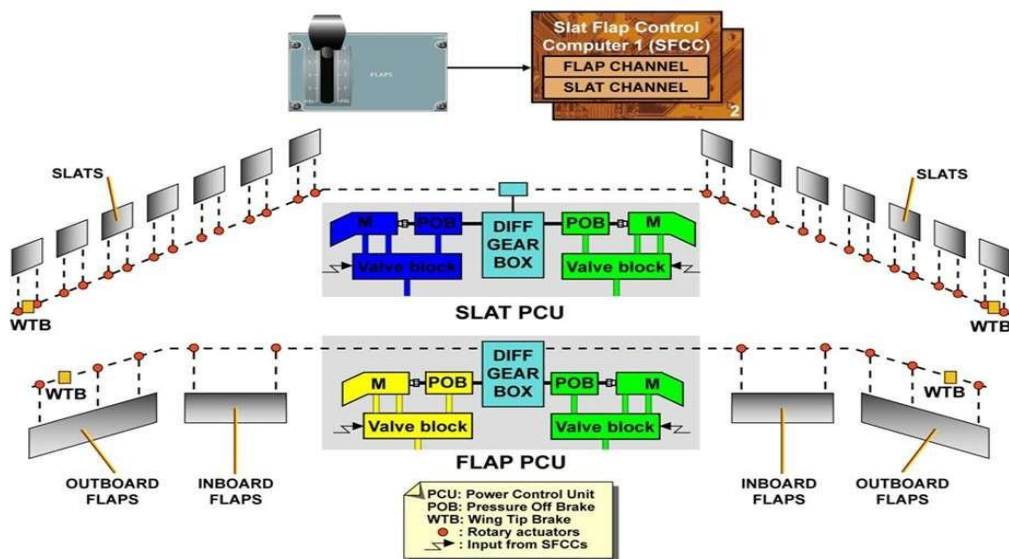 FLAPS
Slat Flap Control
Computer 1 (SFCC)
FLAP CHANNEL
SLAT CHANNEL
2
SLATS
SLATS
M
POB
DIFF
GEAR
BOX
POB
M
Valve block
Valve block
WTB
SLAT PCU
WTB
WTB
M
POB
DIFF
GEAR
BOX
POB
M
WTB
Valve block
Valve block
FLAP PCU
OUTBOARD
FLAPS
INBOARD
FLAPS
INBOARD
FLAPS
OUTBOARD
FLAPS
PCU: Power Control Unit
POB: Pressure Off Brake
WTB: Wing Tip Brake
: Rotary actuators
: Input from SFCCs